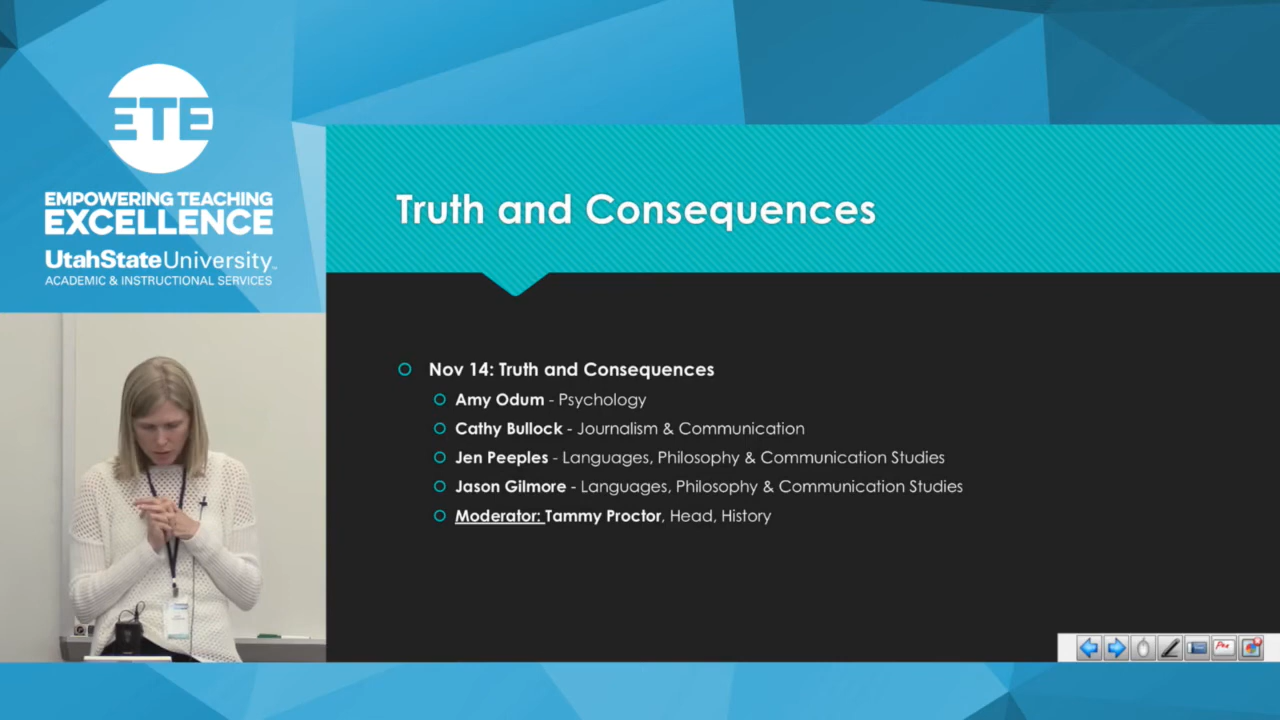 ETE
EMPOWERING TEACHING
EXCELLENCE
UtahStateUniversity
ACADEMIC & INSTRUCTIONAL SERVICES
Truth and Consequences
Nov 14: Truth and Consequences
Amy Odum - Psychology
Cathy Bullock - Journalism & Communication
Jen Peeples - Languages, Philosophy & Communication Studies
Jason Gilmore - Languages, Philosophy & Communication Studies
Moderator: Tammy Proctor, Head, History